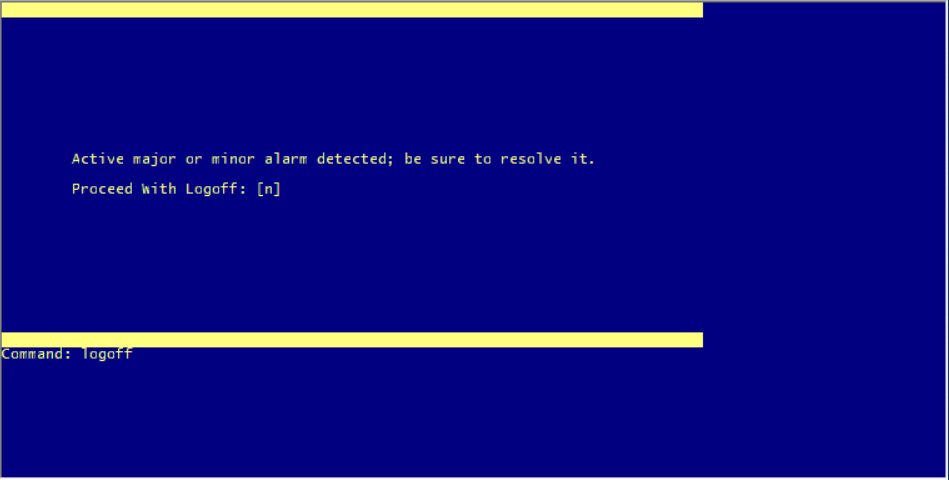 Active major or minor alarm detected; be sure to resolve it.
Proceed With Logoff: [n]
Command: logoff